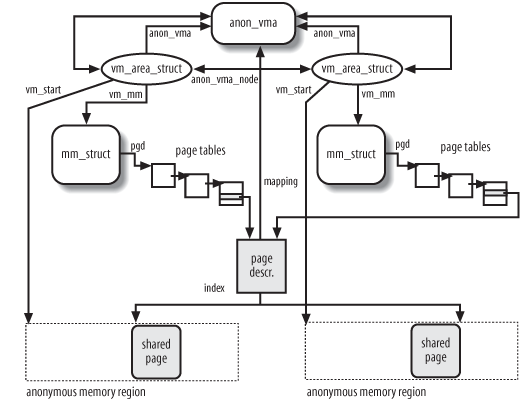 anon_vma
anon_vma
anon_vma
vm_area_struct
vm_area_struct
anon_vma_node
vm_start
vm_mm
vm_start
vm_mm
mm_struct
pgd
page tables
mm_struct
pgd
page tables
mapping
page
descr.
index
shared
page
shared
page
anonymous memory region
anonymous memory region